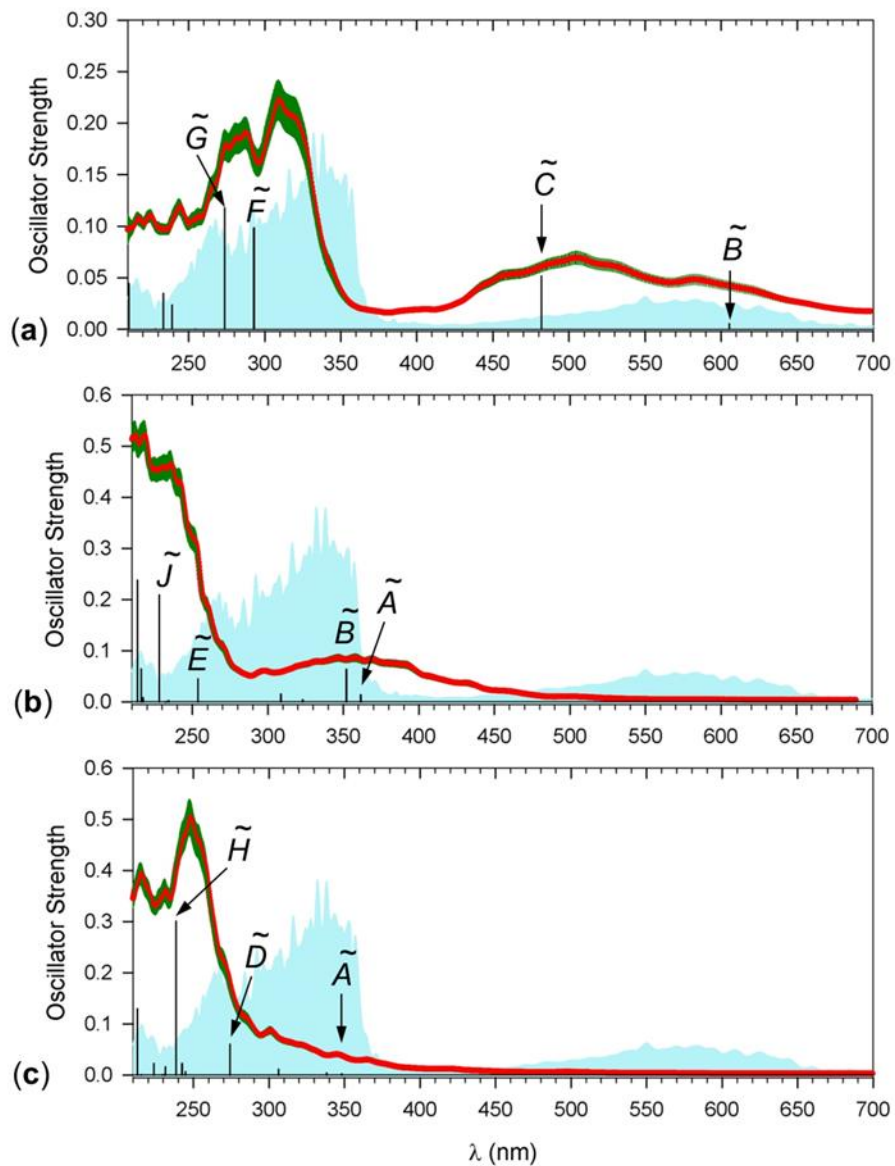 0.30
0.25
0.20
0.15
0.10
0.05
0.00
Oscillator Strength
G̃
F̃
C̃
B̃
(a)
250 300 350 400 450 500 550 600 650 700
0.6
0.5
0.4
0.3
0.2
0.1
0.0
Oscillator Strength
J̃
Ẽ
B̃
Ã
(b)
250 300 350 400 450 500 550 600 650 700
0.6
0.5
0.4
0.3
0.2
0.1
0.0
Oscillator Strength
H̃
D̃
Ã
(c)
250 300 350 400 450 500 550 600 650 700
λ (nm)